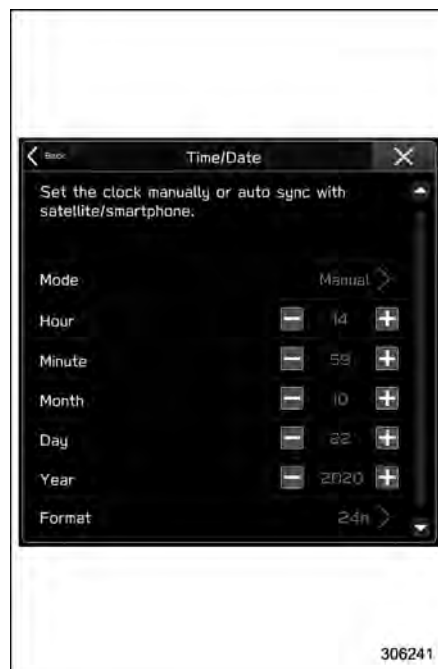 Back
Time/Date
Set the clock manually or auto sync with
satellite/smartphone.
Mode Manual
Hour 14
Minute 59
Month 10
Day 22
Year 2020
Format 24h
306241